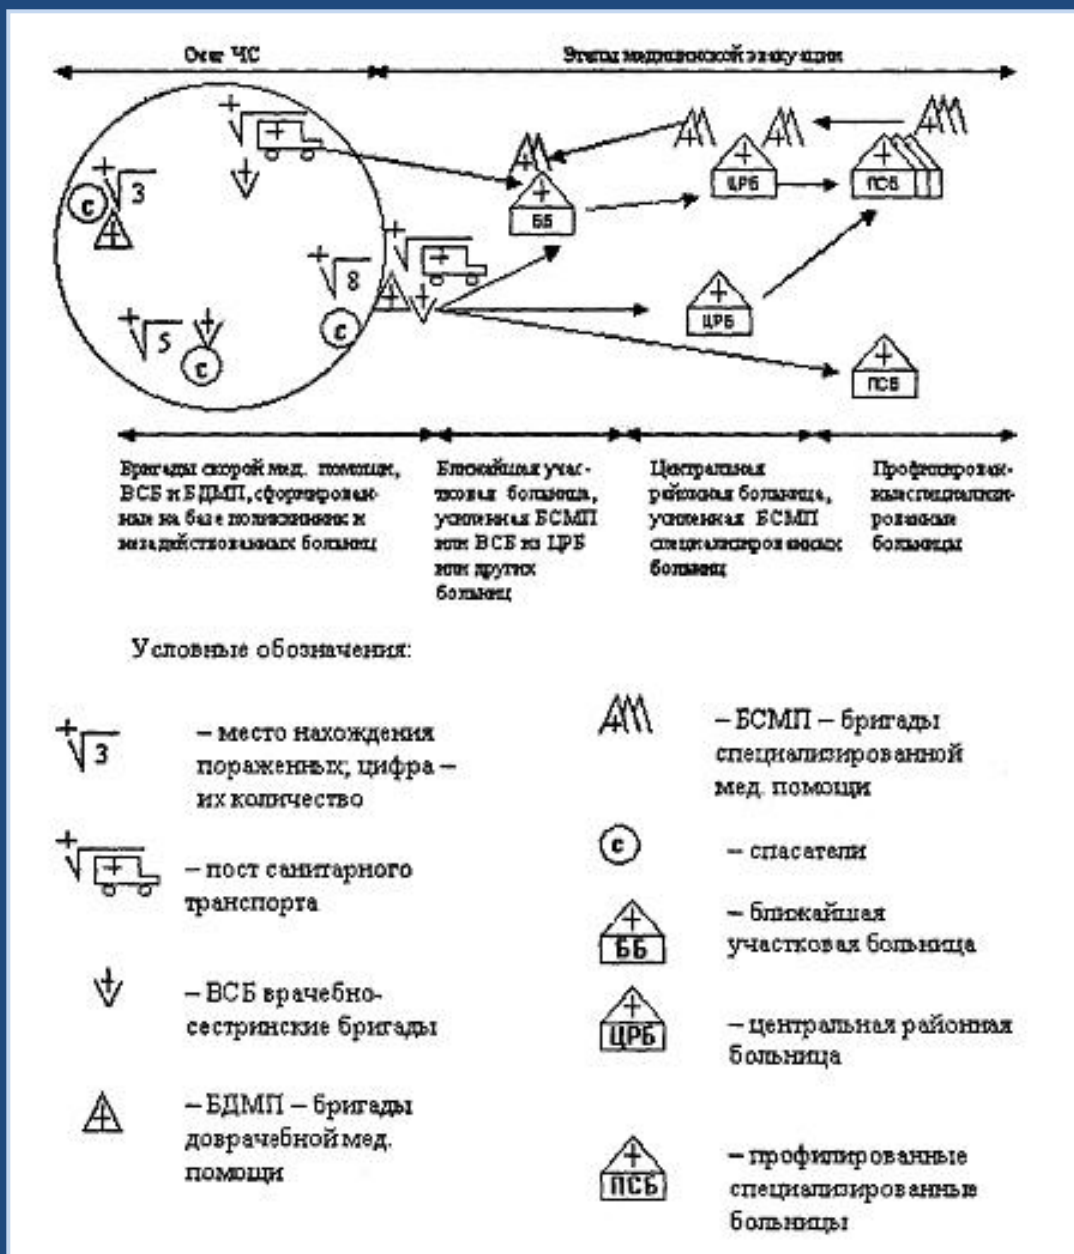 Очаг ЧС
Этапы медицинской эвакуации
3
с
8
с
5
с
ББ
ЦРБ
ПСБ
ЦРБ
ПСБ
Бригады скорой мед. помощи,
ВСБ и БДМП, сформирован-
ные на базе поликлиник и
незадействованных больниц
Ближайшая учас-
тковая больница,
усиленная БСМП
или ВСБ из ЦРБ
или других
больниц
Центральная
районная больница,
усиленная БСМП
специализированных
больниц
Профилирован-
ные специализи-
рованные
больницы
Условные обозначения:
3
– место нахождения
пораженных; цифра –
их количество
– пост санитарного
транспорта
– ВСБ врачебно-
сестринские бригады
– БДМП – бригады
доврачебной мед.
помощи
– БСМП – бригады
специализированной
мед. помощи
с
– спасатели
ББ
– ближайшая
участковая больница
ЦРБ
– центральная районная
больница
ПСБ
– профилированные
специализированные
больницы